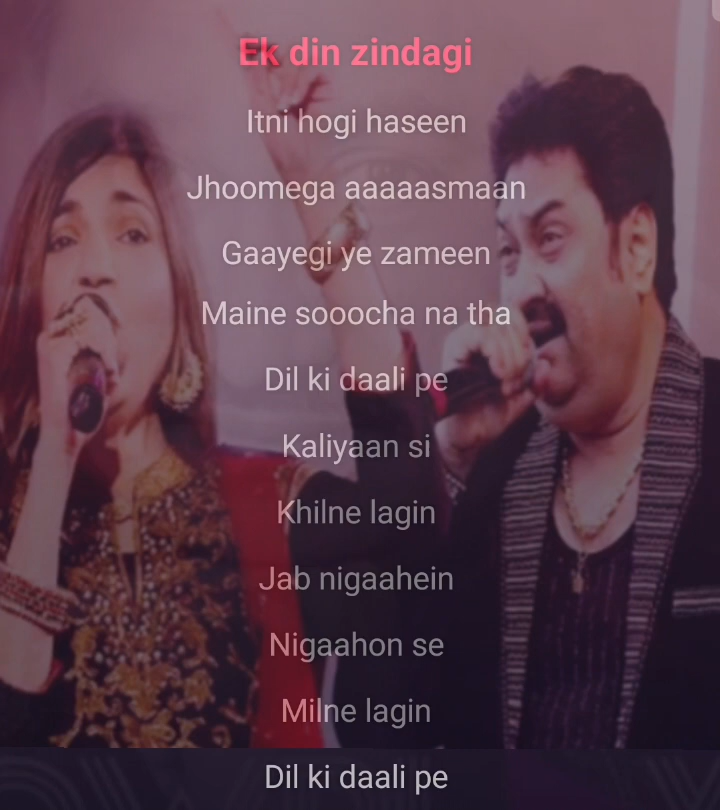 Ek din zindagi
Itni hogi haseen
Jhoomega aaaaasmaan
Gaayegi ye zameen
Maine sooocha na tha
Dil ki daali pe
Kaliyaan si
Khilne lagin
Jab nigaahein
Nigaahon se
Milne lagin
Dil ki daali pe